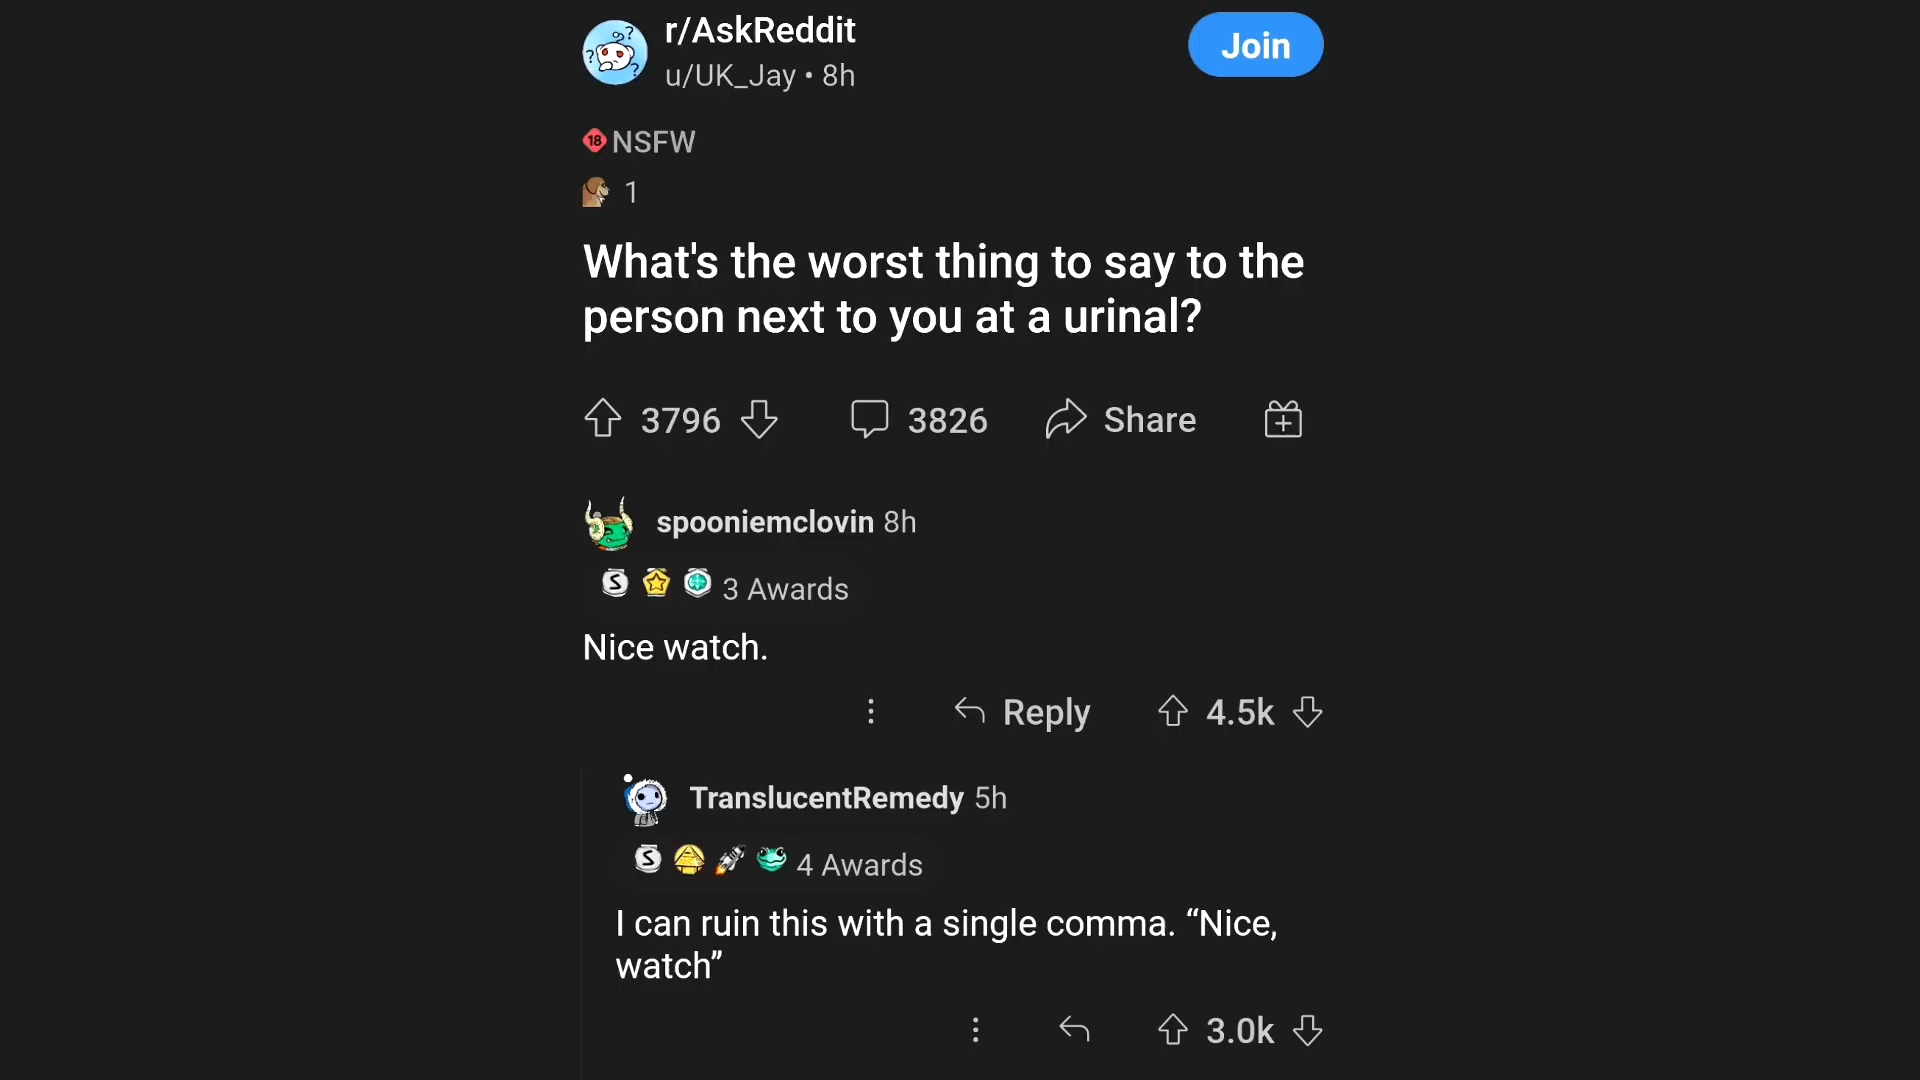 r/AskReddit
Join
u/UK_Jay • 8h
18 NSFW
1
What's the worst thing to say to the
person next to you at a urinal?
3796 3826 Share
spooniemclovin 8h
S 3 Awards
Nice watch.
Reply 4.5k
TranslucentRemedy 5h
S 4 Awards
I can ruin this with a single comma. “Nice,
watch”
3.0k